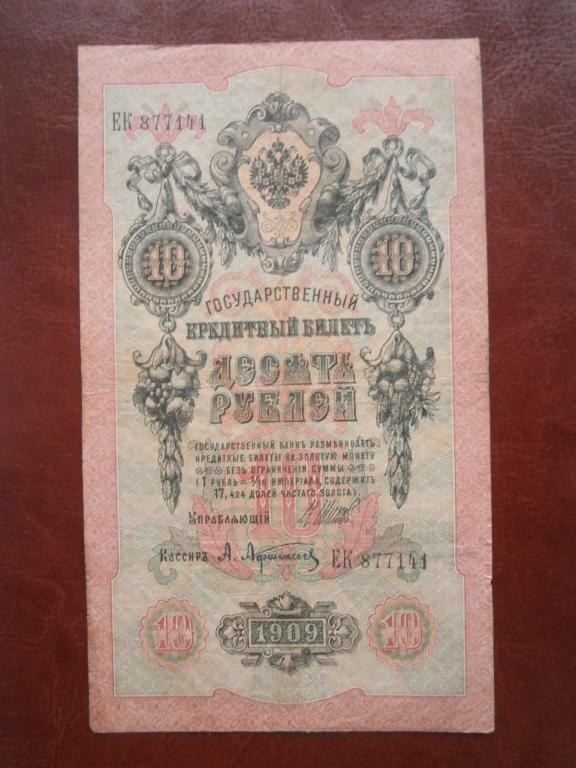 ЕК 877141
10 10
ГОСУДАРСТВЕННЫЙ
КРЕДИТНЫЙ БИЛЕТЪ
ДЕСЯТЬ
РУБЛЕЙ
ГОСУДАРСТВЕННЫЙ БАНКЪ РАЗМѢНИВАЕТЪ
КРЕДИТНЫЕ БИЛЕТЫ НА ЗОЛОТУЮ МОНЕТУ
БЕЗЪ ОГРАНИЧЕНІЯ СУММЫ
(1 РУБЛЬ = 1/15 ИМПЕРІАЛА, СОДЕРЖИТЪ
17,424 ДОЛЕЙ ЧИСТАГО ЗОЛОТА).
УПРАВЛЯЮЩІЙ
10
КАССИРЪ А. Афанасьев ЕК 877141
10 1909 10